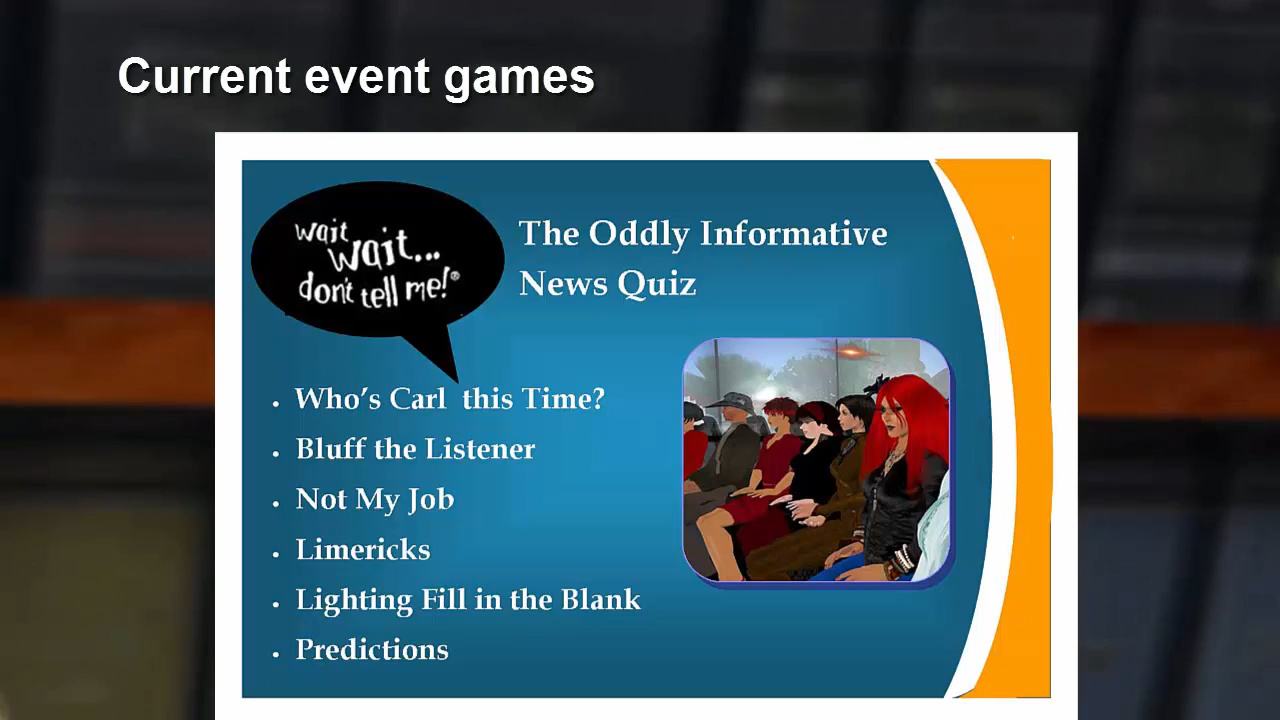 Current event games
wait
wait...
don't tell me!®
The Oddly Informative
News Quiz
• Who's Carl this Time?
• Bluff the Listener
• Not My Job
• Limericks
• Lighting Fill in the Blank
• Predictions